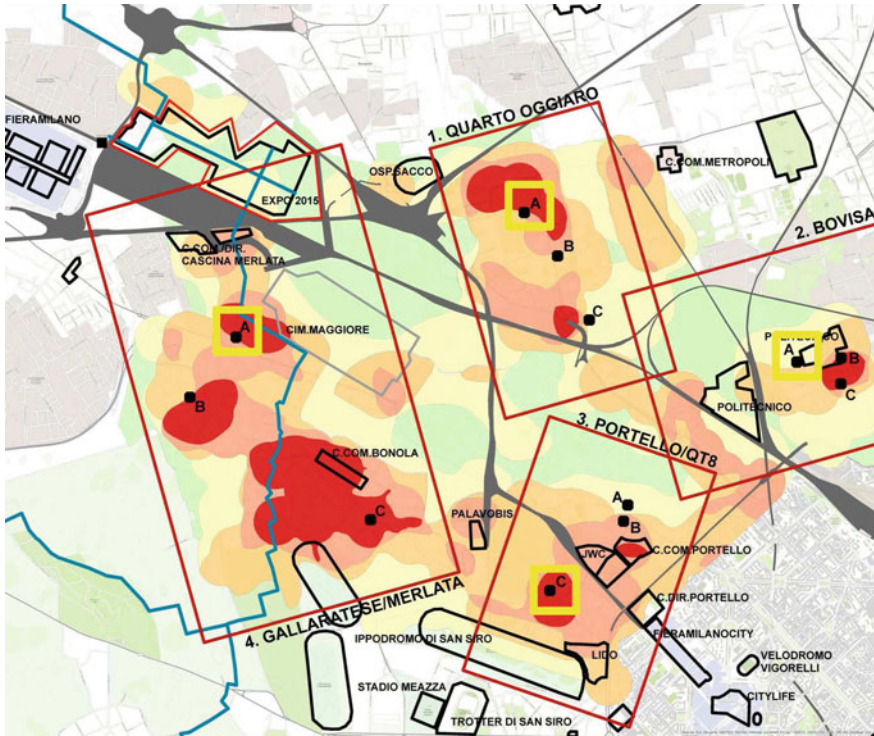 FIERAMILANO
1. QUARTO OGGIARO
OSP.SACCO
C.COM.METROPOLI
EXPO 2015
A
2. BOVISA
C.COM./DIR.
CASCINA MERLATA
B
CIM.MAGGIORE
A
C
POLITECNICO
A
B
C
B
POLITECNICO
3. PORTELLO/QT8
C.COM.BONOLA
A
C
PALAVOBIS
B
JWC
C.COM.PORTELLO
C
C.DIR.PORTELLO
4. GALLARATESE/MERLATA
IPPODROMO DI SAN SIRO
FIERAMILANOCITY
LIDO
VELODROMO
VIGORELLI
STADIO MEAZZA
CITYLIFE
TROTTER DI SAN SIRO